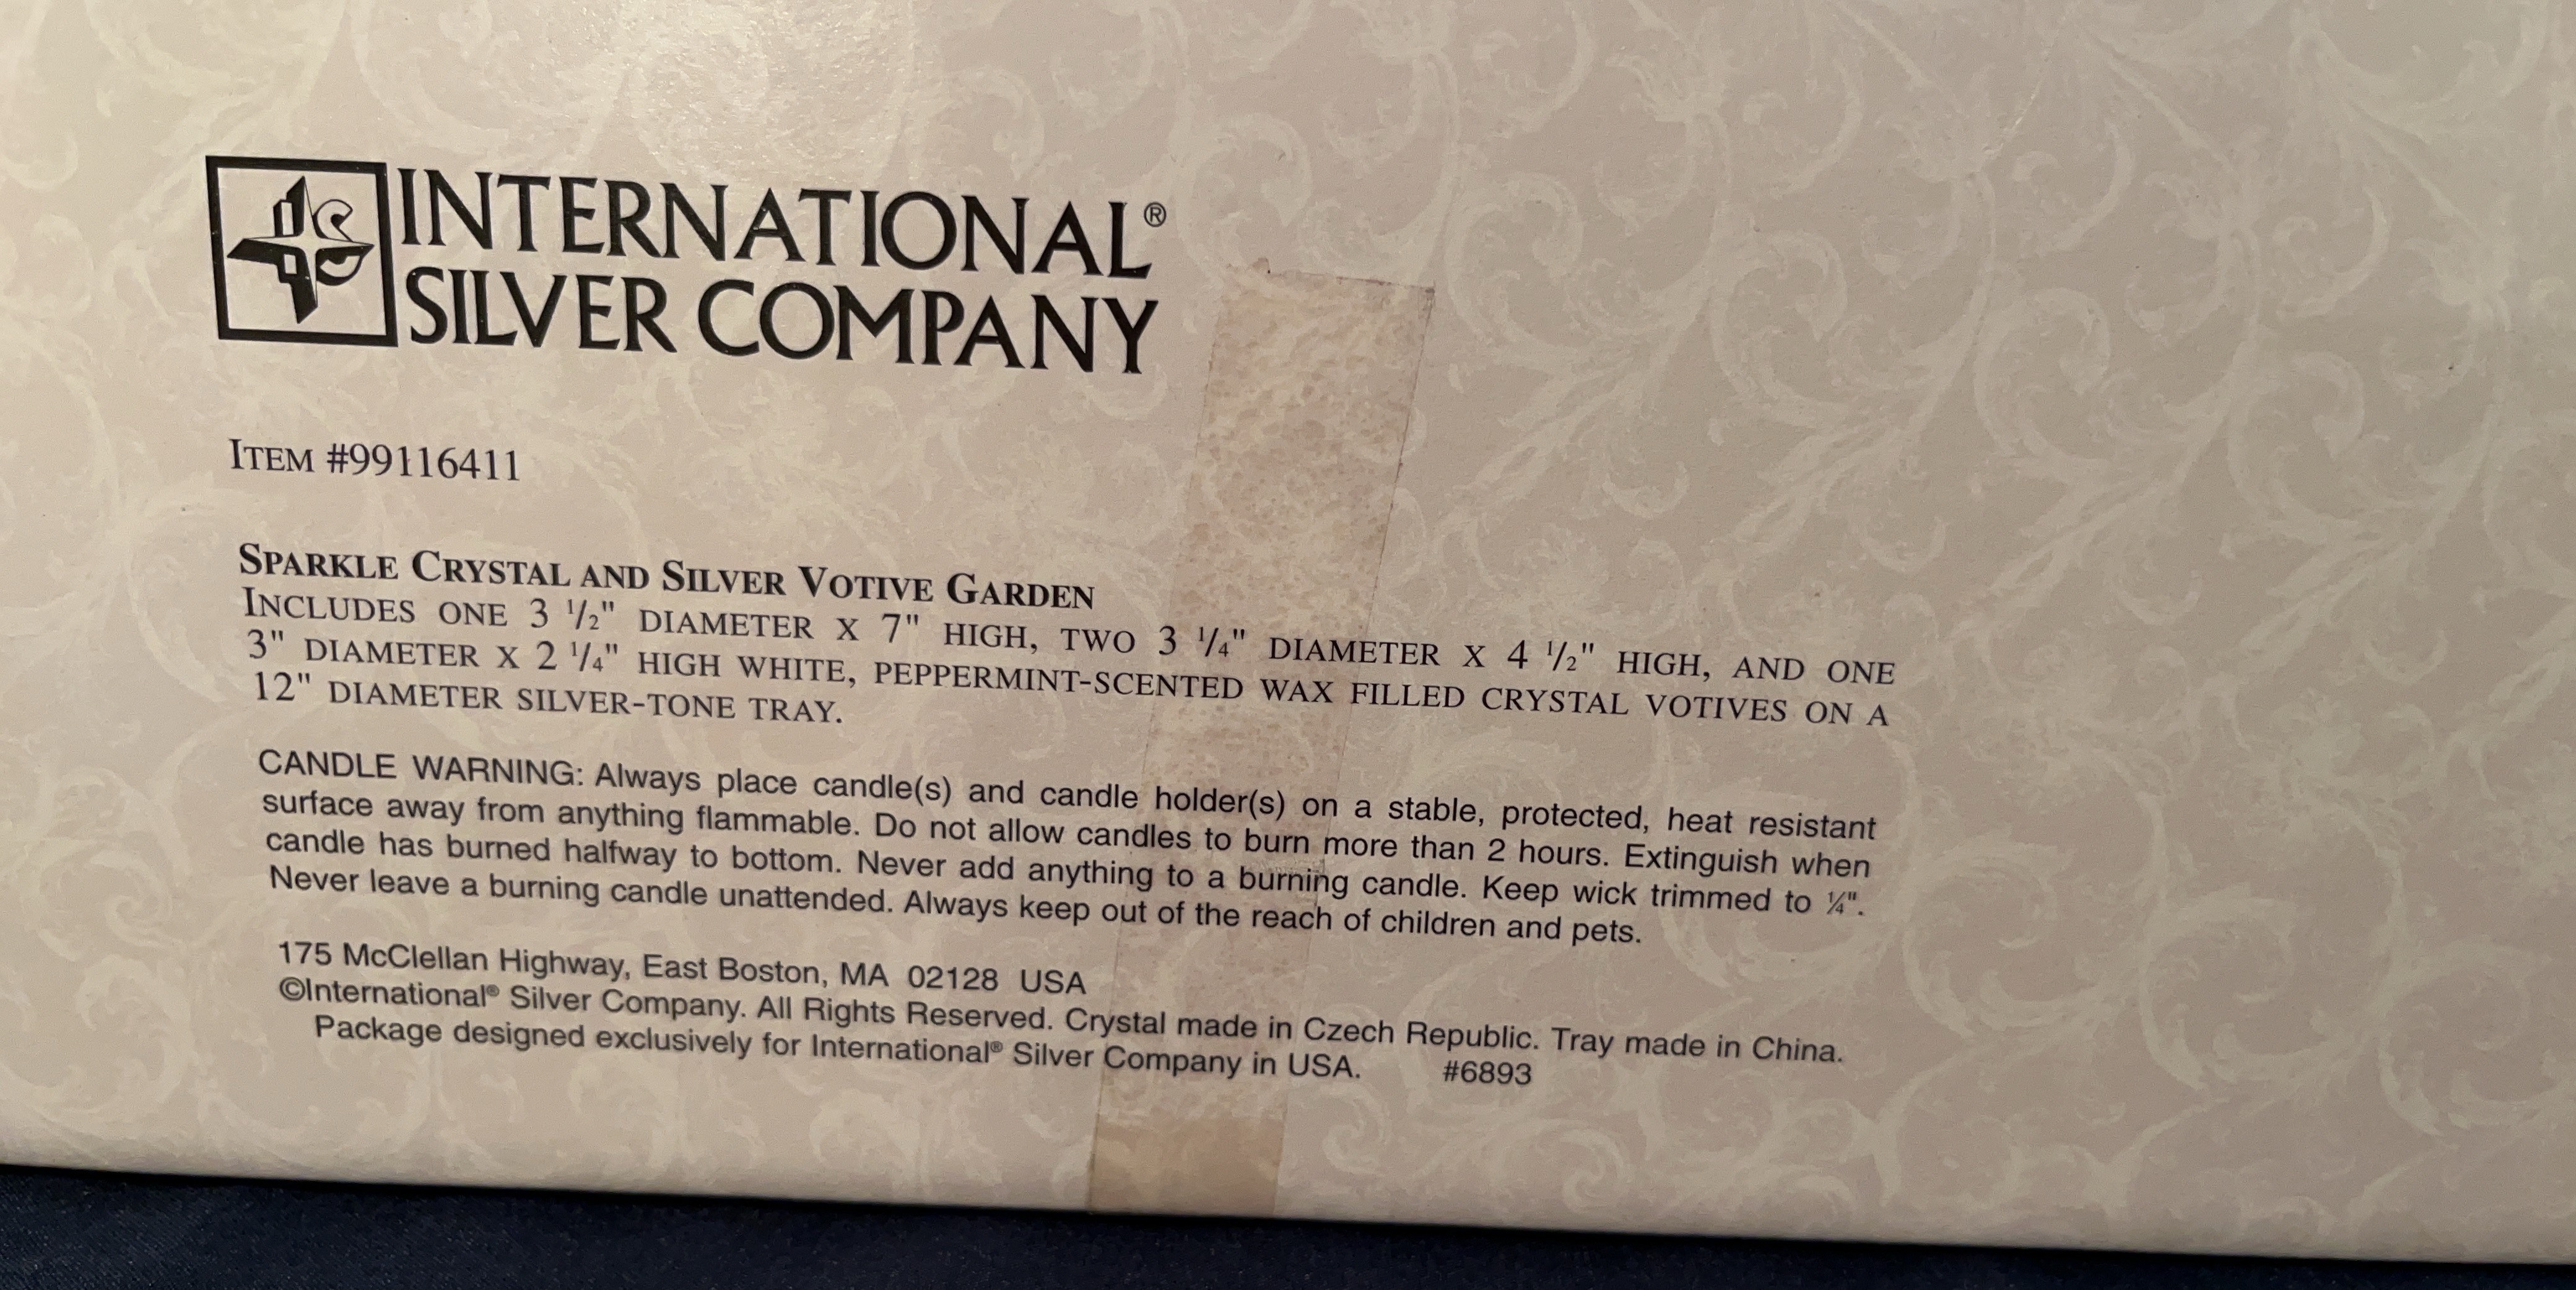 INTERNATIONAL®
SILVER COMPANY
ITEM #99116411
SPARKLE CRYSTAL AND SILVER VOTIVE GARDEN
INCLUDES ONE 3 1/2" DIAMETER X 7" HIGH, TWO 3 1/4" DIAMETER X 4 1/2" HIGH, AND ONE
3" DIAMETER X 2 1/4" HIGH WHITE, PEPPERMINT-SCENTED WAX FILLED CRYSTAL VOTIVES ON A
12" DIAMETER SILVER-TONE TRAY.
CANDLE WARNING: Always place candle(s) and candle holder(s) on a stable, protected, heat resistant
surface away from anything flammable. Do not allow candles to burn more than 2 hours. Extinguish when
candle has burned halfway to bottom. Never add anything to a burning candle. Keep wick trimmed to ¼".
Never leave a burning candle unattended. Always keep out of the reach of children and pets.
175 McClellan Highway, East Boston, MA 02128 USA
©International® Silver Company. All Rights Reserved. Crystal made in Czech Republic. Tray made in China.
Package designed exclusively for International® Silver Company in USA. #6893